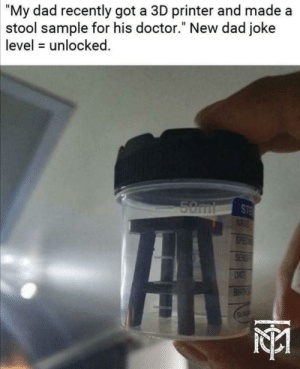 "My dad recently got a 3D printer and made a
stool sample for his doctor." New dad joke
level = unlocked.
50ml